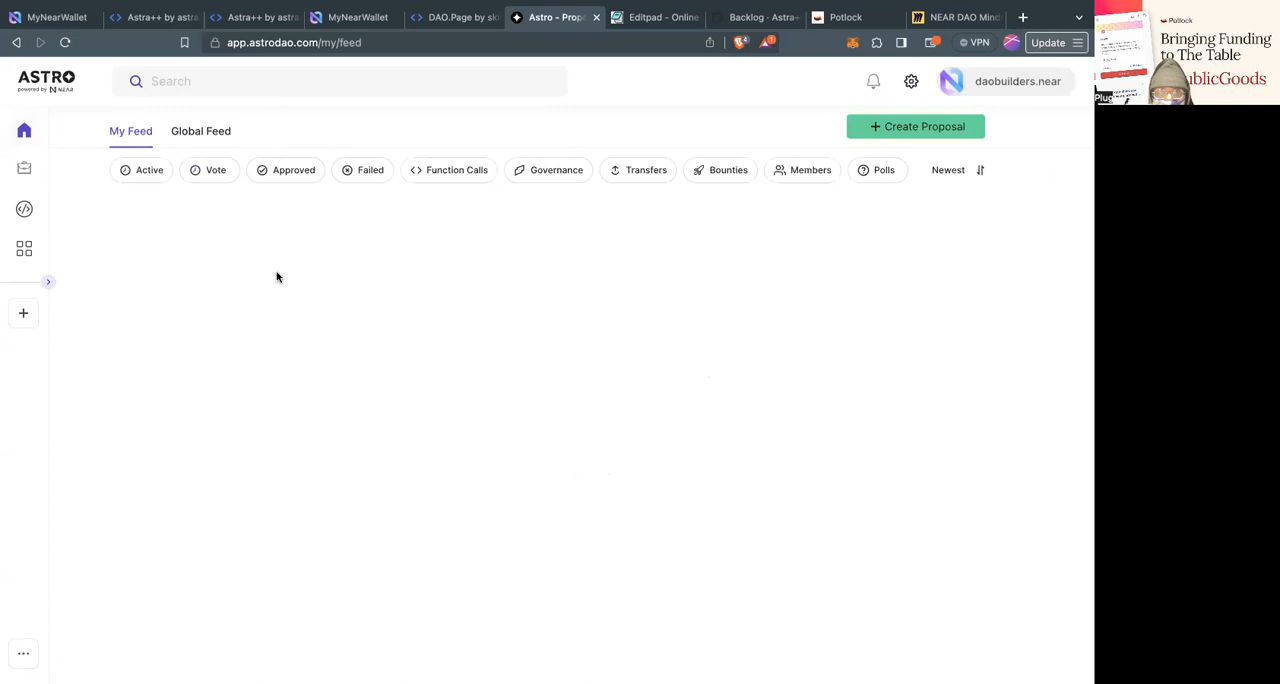 MyNearWallet
Astra++ by astra
Astra++ by astra
MyNearWallet
DAO.Page by sk
Astro - Prop
Editpad - Online
Backlog · Astra+
Potlock
NEAR DAO Mind
app.astrodao.com/my/feed
4
1
VPN
Update
ASTRO
powered by NEAR
Search
daobuilders.near
My Feed
Global Feed
+ Create Proposal
Active
Vote
Approved
Failed
Function Calls
Governance
Transfers
Bounties
Members
Polls
Newest
Potlock
Bringing Funding
to The Table
ublicGoods
Plug